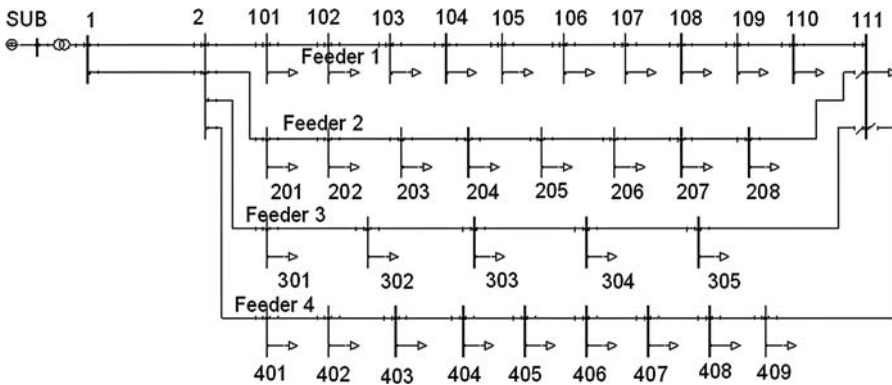 SUB 1 2 101 102 103 104 105 106 107 108 109 110 111
Feeder 1
Feeder 2
201 202 203 204 205 206 207 208
Feeder 3
301 302 303 304 305
Feeder 4
401 402 403 404 405 406 407 408 409